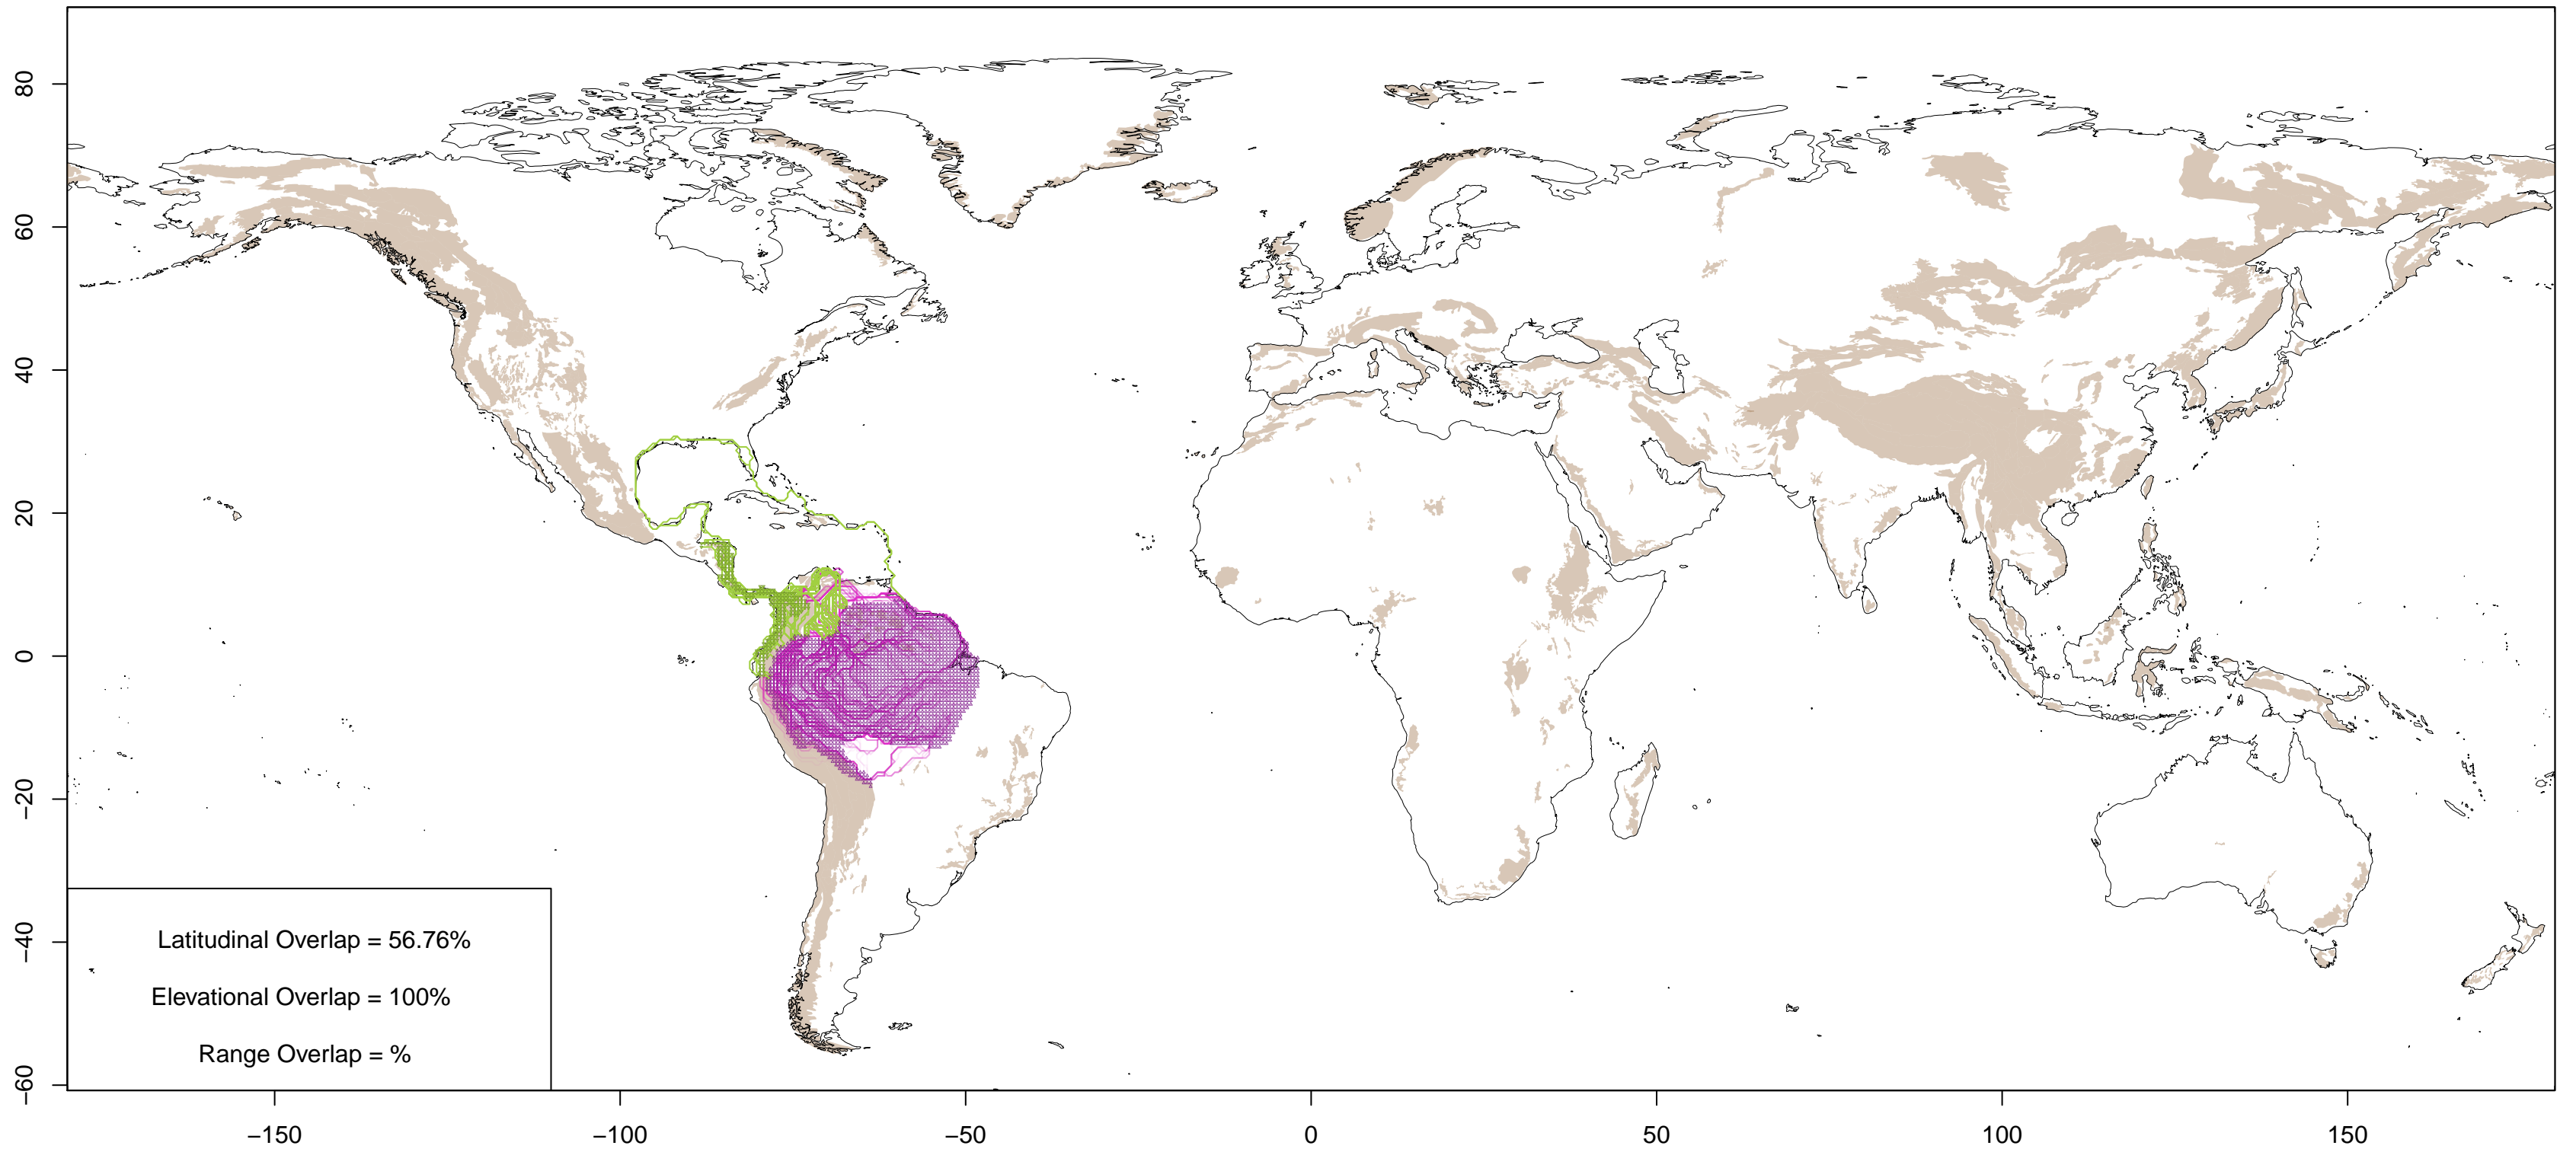 80
60
40
20
0
−20
−40
−60
Latitudinal Overlap = 56.76%
Elevational Overlap = 100%
Range Overlap = %
−150 −100 −50 0 50 100 150